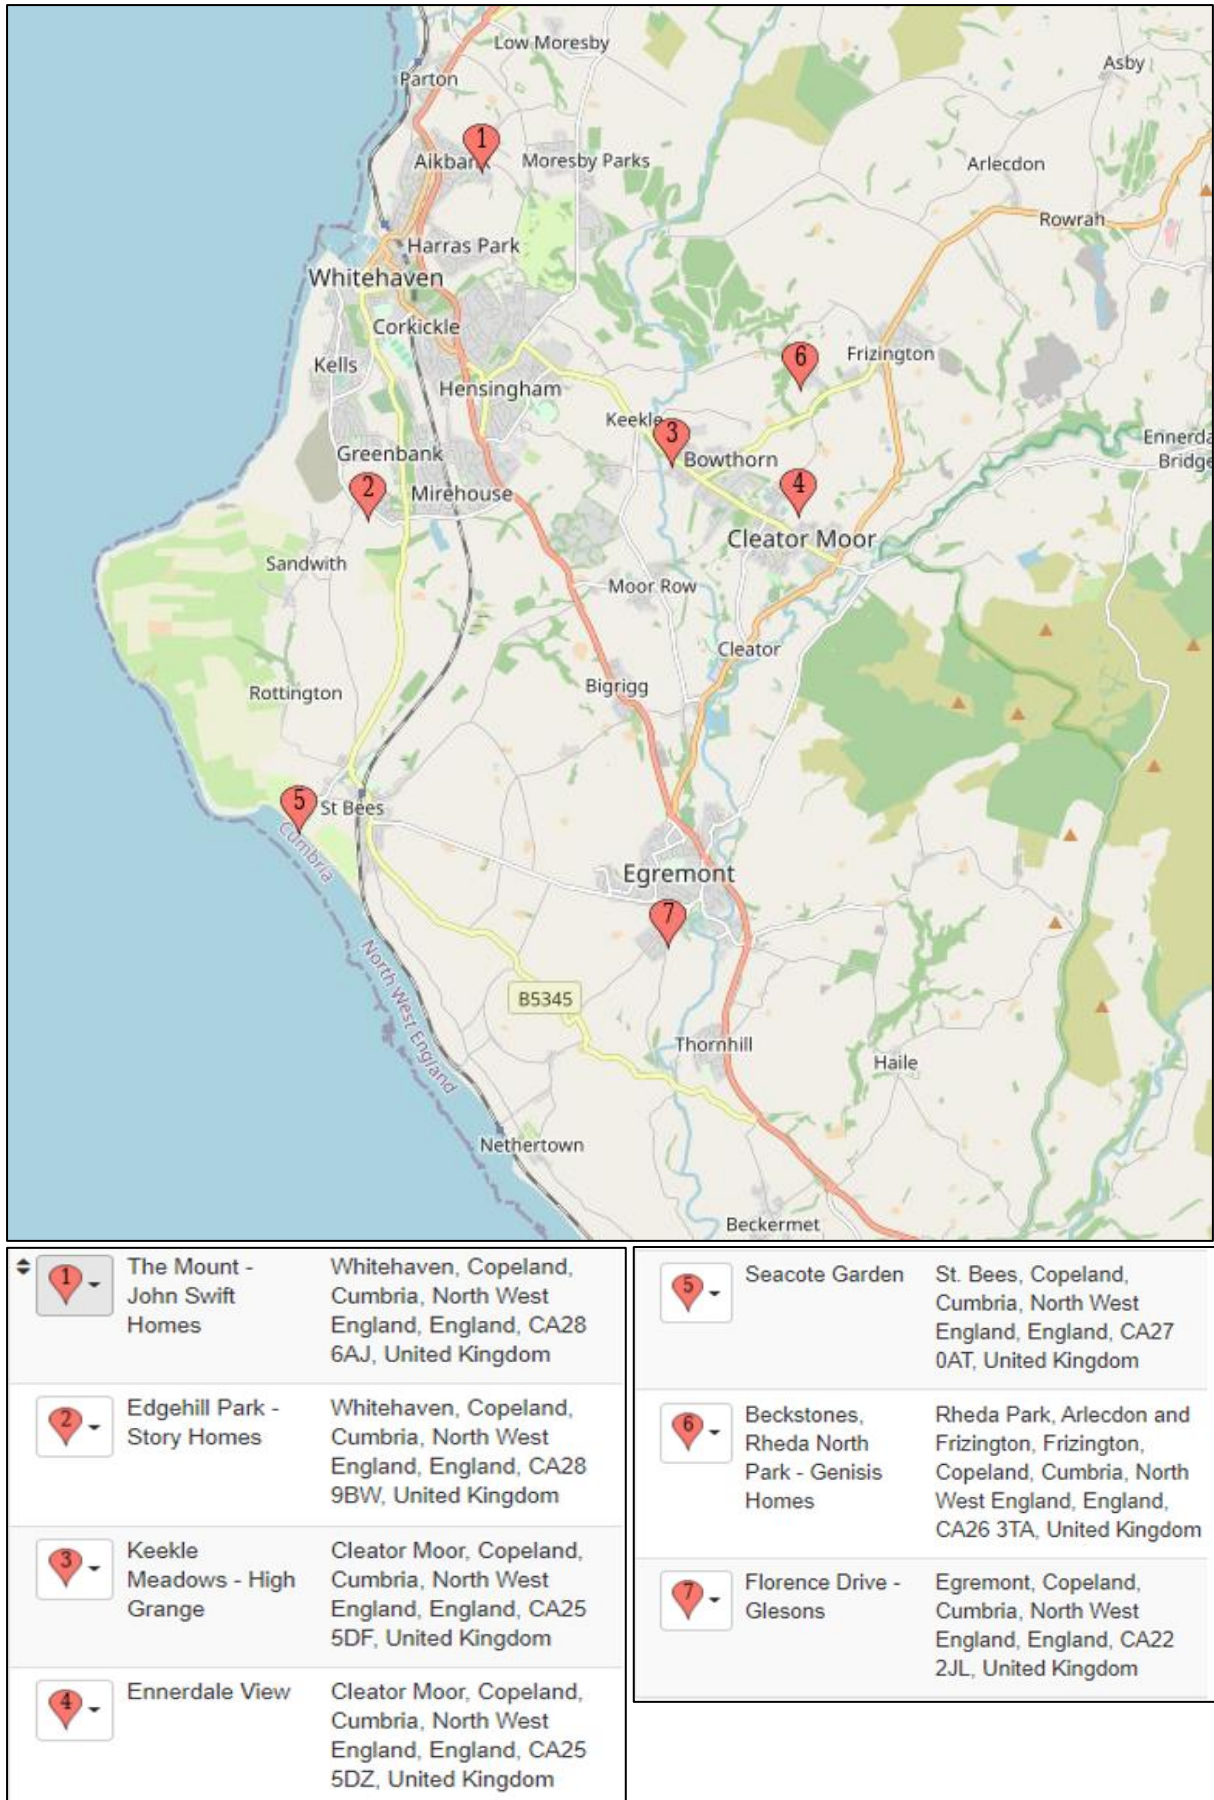 Low Moresby
Asby
Parton
1
Aikbank
Moresby Parks
Arlecdon
Rowrah
Harras Park
Whitehaven
Corkickle
Kells
6
Frizington
Hensingham
Keekle
3
Ennerda
Bridge
Greenbank
Bowthorn
2
Mirehouse
4
Cleator Moor
Sandwith
Moor Row
Cleator
Rottington
Bigrigg
5
St Bees
Cumbria
Egremont
7
North West England
B5345
Thornhill
Haile
Nethertown
Beckermet
1
The Mount -
John Swift
Homes
Whitehaven, Copeland,
Cumbria, North West
England, England, CA28
6AJ, United Kingdom
2
Edgehill Park -
Story Homes
Whitehaven, Copeland,
Cumbria, North West
England, England, CA28
9BW, United Kingdom
3
Keekle
Meadows - High
Grange
Cleator Moor, Copeland,
Cumbria, North West
England, England, CA25
5DF, United Kingdom
4
Ennerdale View
Cleator Moor, Copeland,
Cumbria, North West
England, England, CA25
5DZ, United Kingdom
5
Seacote Garden
St. Bees, Copeland,
Cumbria, North West
England, England, CA27
0AT, United Kingdom
6
Beckstones,
Rheda North
Park - Genisis
Homes
Rheda Park, Arlecdon and
Frizington, Frizington,
Copeland, Cumbria, North
West England, England,
CA26 3TA, United Kingdom
7
Florence Drive -
Glesons
Egremont, Copeland,
Cumbria, North West
England, England, CA22
2JL, United Kingdom